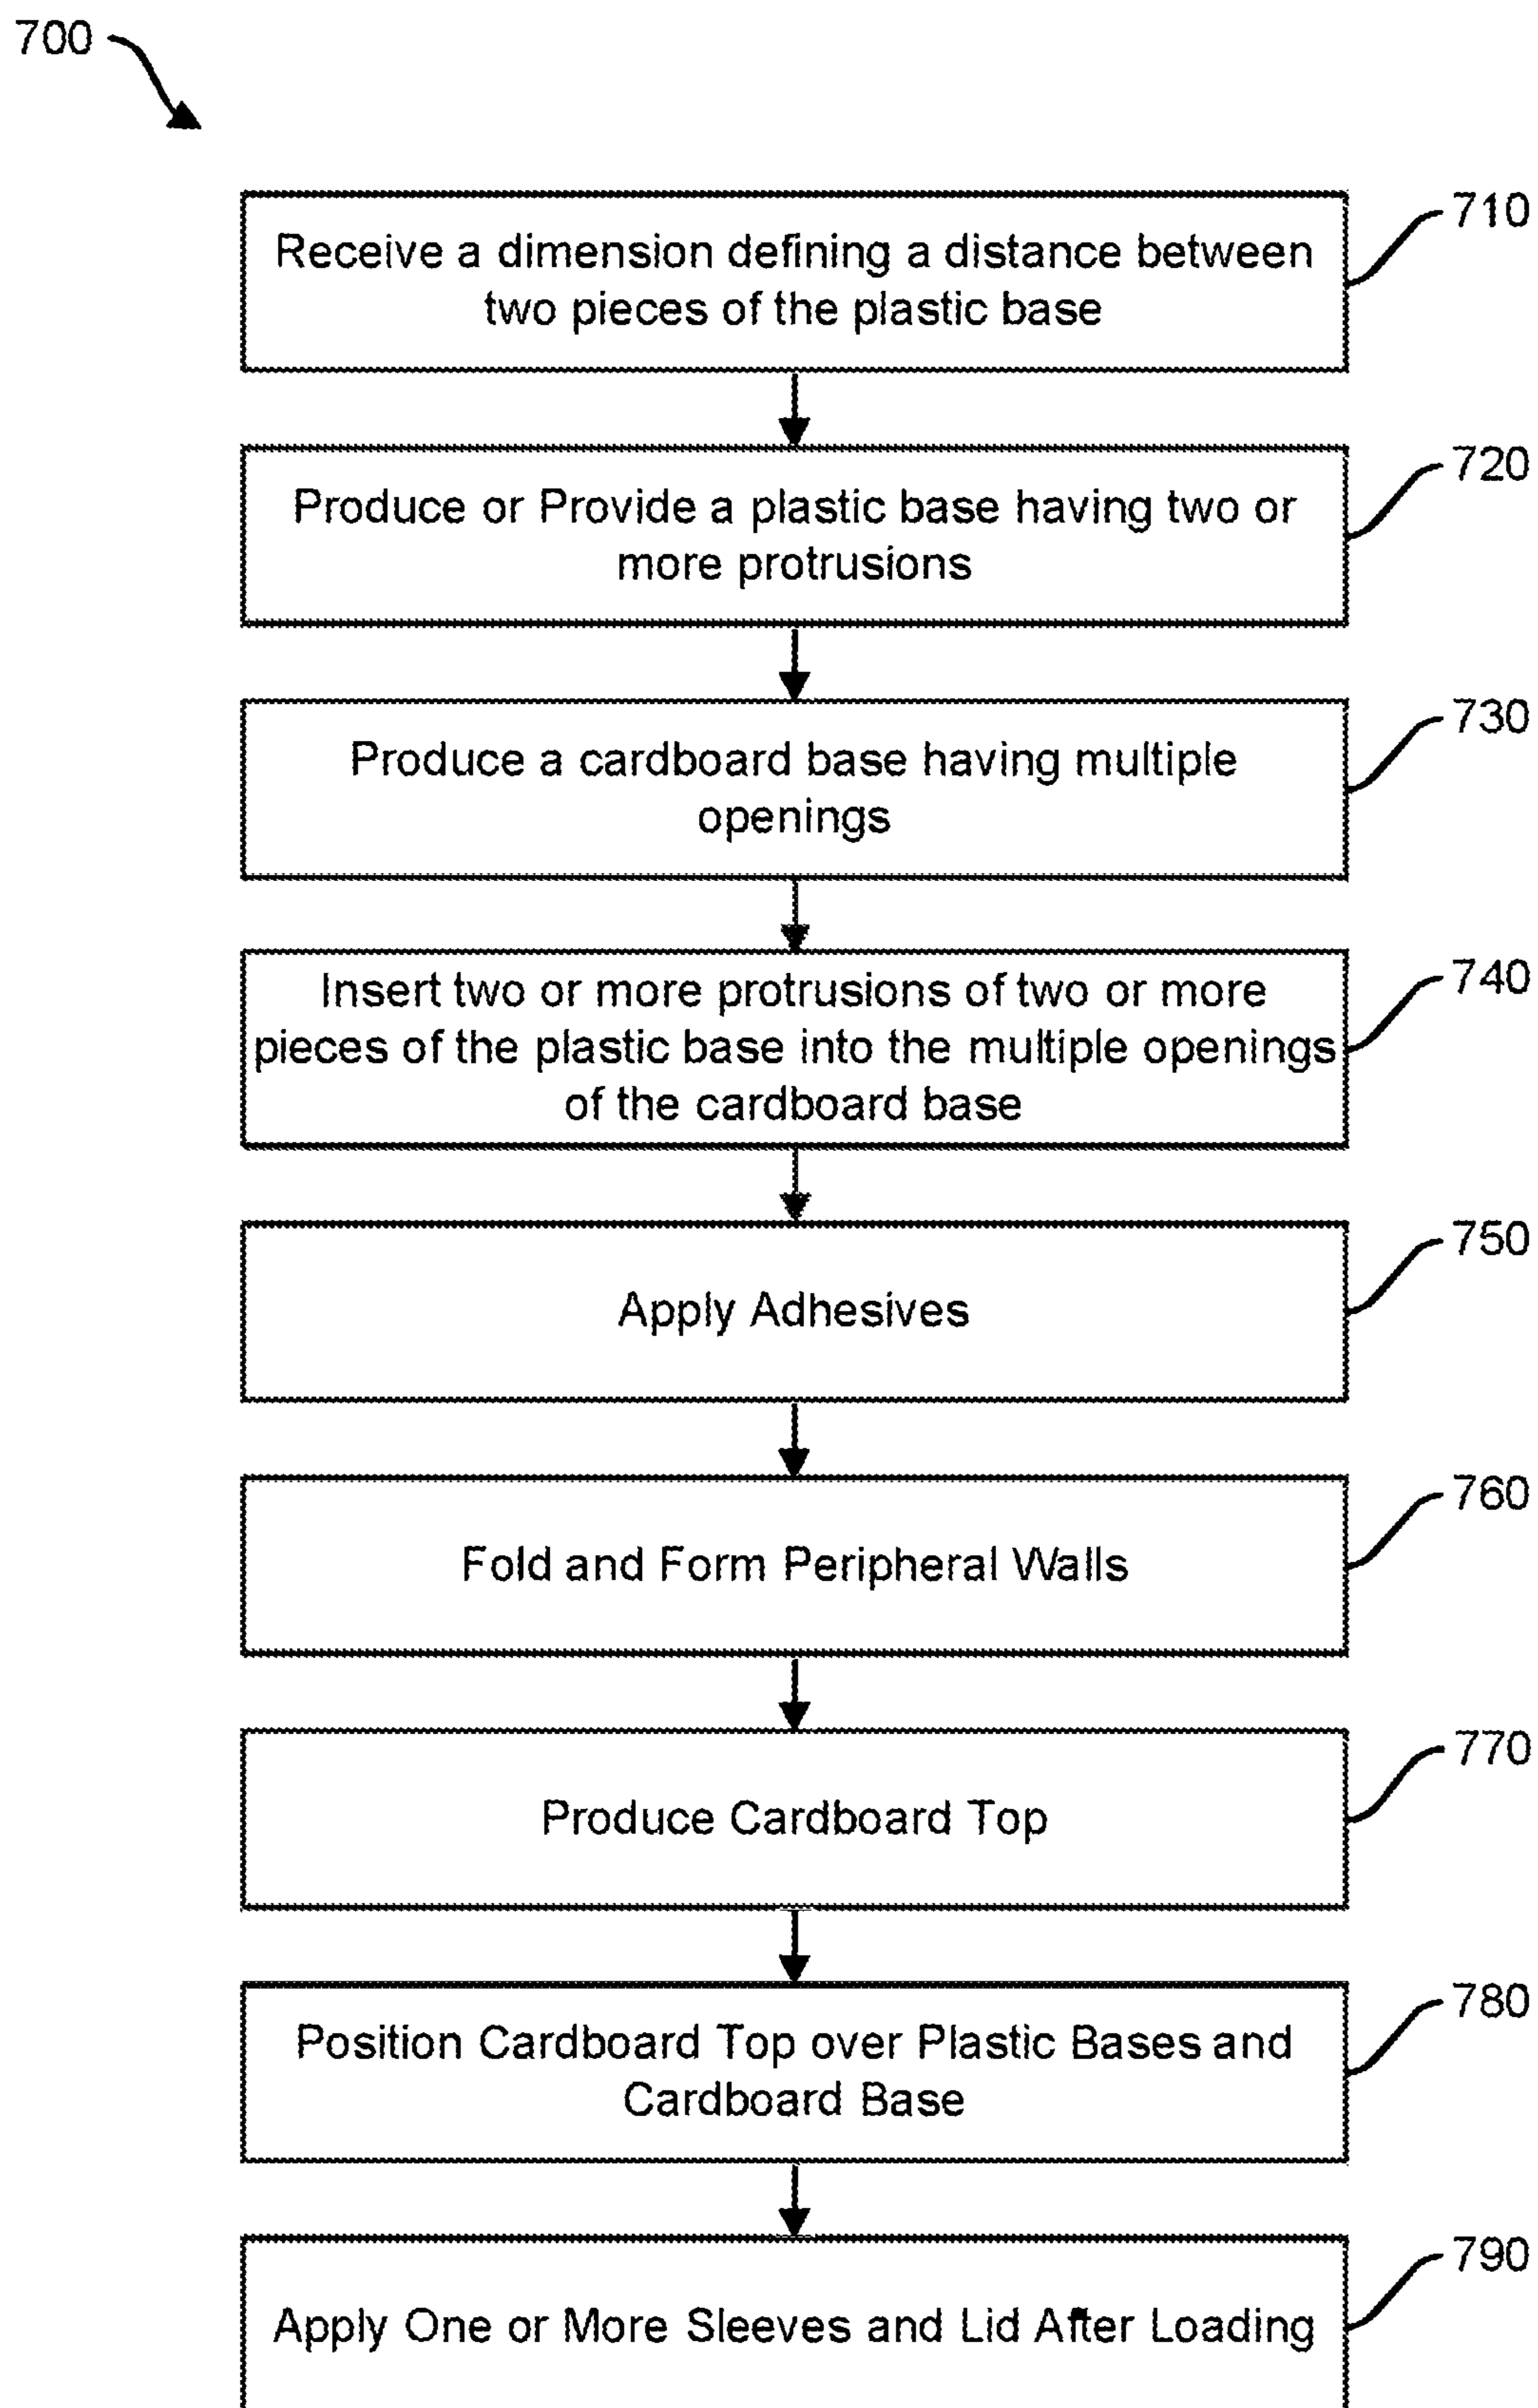 700
710
Receive a dimension defining a distance between
two pieces of the plastic base
720
Produce or Provide a plastic base having two or
more protrusions
730
Produce a cardboard base having multiple
openings
740
Insert two or more protrusions of two or more
pieces of the plastic base into the multiple openings
of the cardboard base
750
Apply Adhesives
760
Fold and Form Peripheral Walls
770
Produce Cardboard Top
780
Position Cardboard Top over Plastic Bases and
Cardboard Base
790
Apply One or More Sleeves and Lid After Loading